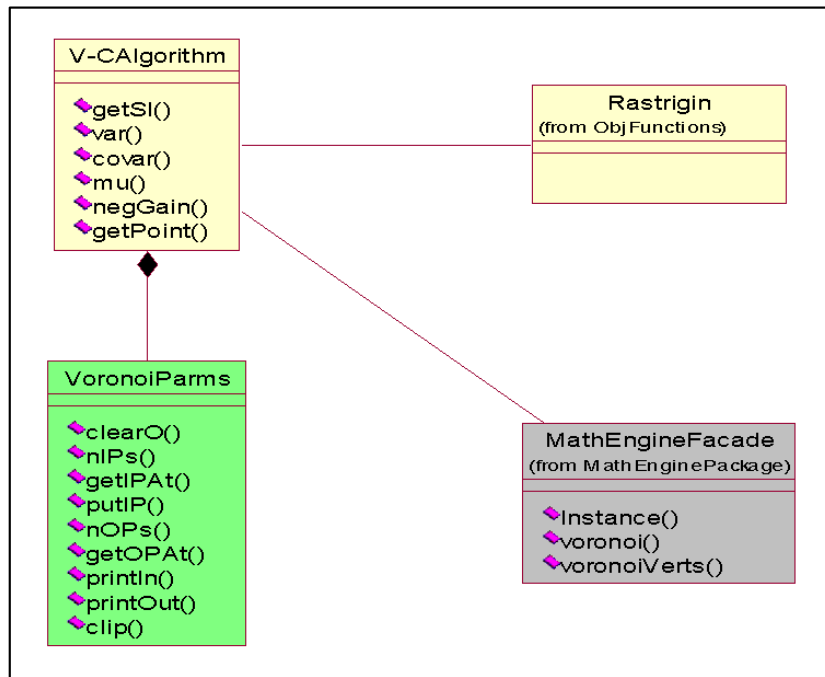 V-CAlgorithm
getSI()
var()
covar()
mu()
negGain()
getPoint()
Rastrigin
(from ObjFunctions)
VoronoiParms
clearO()
nIPs()
getIPAt()
putIP()
nOPs()
getOPAt()
printIn()
printOut()
clip()
MathEngineFacade
(from MathEnginePackage)
Instance()
voronoi()
voronoiVerts()